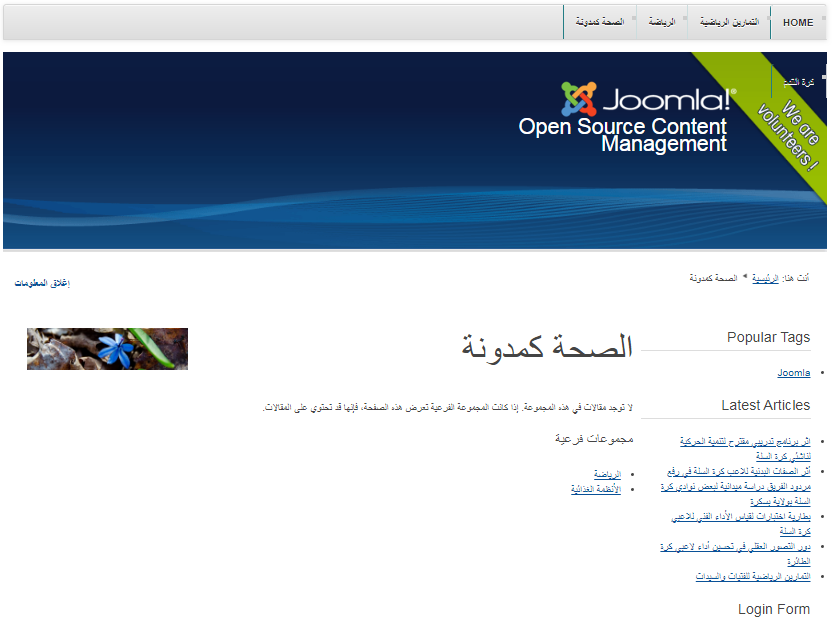 HOME
التمارين الرياضية
الرياضة
الصحة كمدونة
كرة التنس
Joomla!®
Open Source Content
Management
We are
volunteers !
أنت هنا: الرئيسية
الصحة كمدونة
إغلاق المعلومات
Popular Tags
Joomla
Latest Articles
اثر برنامج تدريبي مقترح لتنمية الحركية
لناشئي كرة السلة
أثر الصفات البدنية للاعب كرة السلة في رفع
مردود الفريق دراسة ميدانية لبعض نوادي كرة
السلة بولاية بسكرة
بطارية اختبارات لقياس الأداء الفني للاعبي
كرة السلة
دور التصور العقلي في تحسين أداء لاعبي كرة
الطائرة
التمارين الرياضية للفتيات والسيدات
Login Form
الصحة كمدونة
لا توجد مقالات في هذه المجموعة. إذا كانت المجموعة الفرعية تعرض هذه الصفحة، فإنها قد تحتوي على المقالات.
مجموعات فرعية
الرياضة
الأنظمة الغذائية